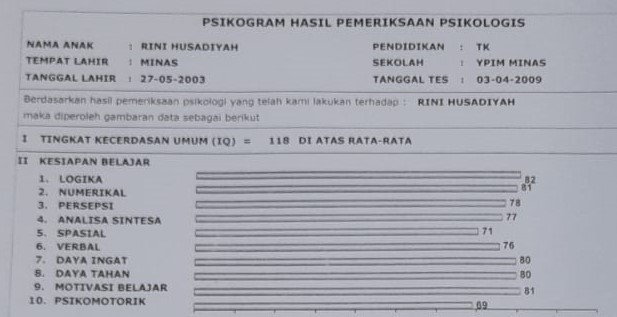 PSIKOGRAM HASIL PEMERIKSAAN PSIKOLOGIS
NAMA ANAK : RINI HUSADIYAH PENDIDIKAN : TK
TEMPAT LAHIR : MINAS SEKOLAH : YPIM MINAS
TANGGAL LAHIR : 27-05-2003 TANGGAL TES : 03-04-2009
Berdasarkan hasil pemeriksaan psikologi yang telah kami lakukan terhadap : RINI HUSADIYAH
maka diperoleh gambaran data sebagai berikut
I TINGKAT KECERDASAN UMUM (IQ) = 118 DI ATAS RATA-RATA
II KESIAPAN BELAJAR
1. LOGIKA 82
2. NUMERIKAL 81
3. PERSEPSI 78
4. ANALISA SINTESA 77
5. SPASIAL 71
6. VERBAL 76
7. DAYA INGAT 80
8. DAYA TAHAN 80
9. MOTIVASI BELAJAR 81
10. PSIKOMOTORIK 69